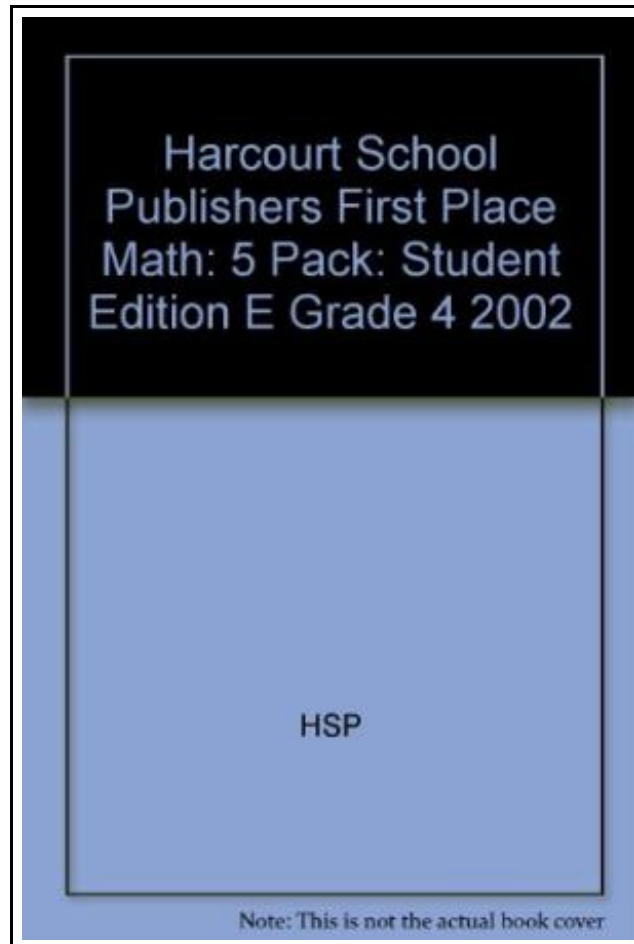 Harcourt School
Publishers First Place
Math: 5 Pack: Student
Edition E Grade 4 2002
HSP
Note: This is not the actual book cover